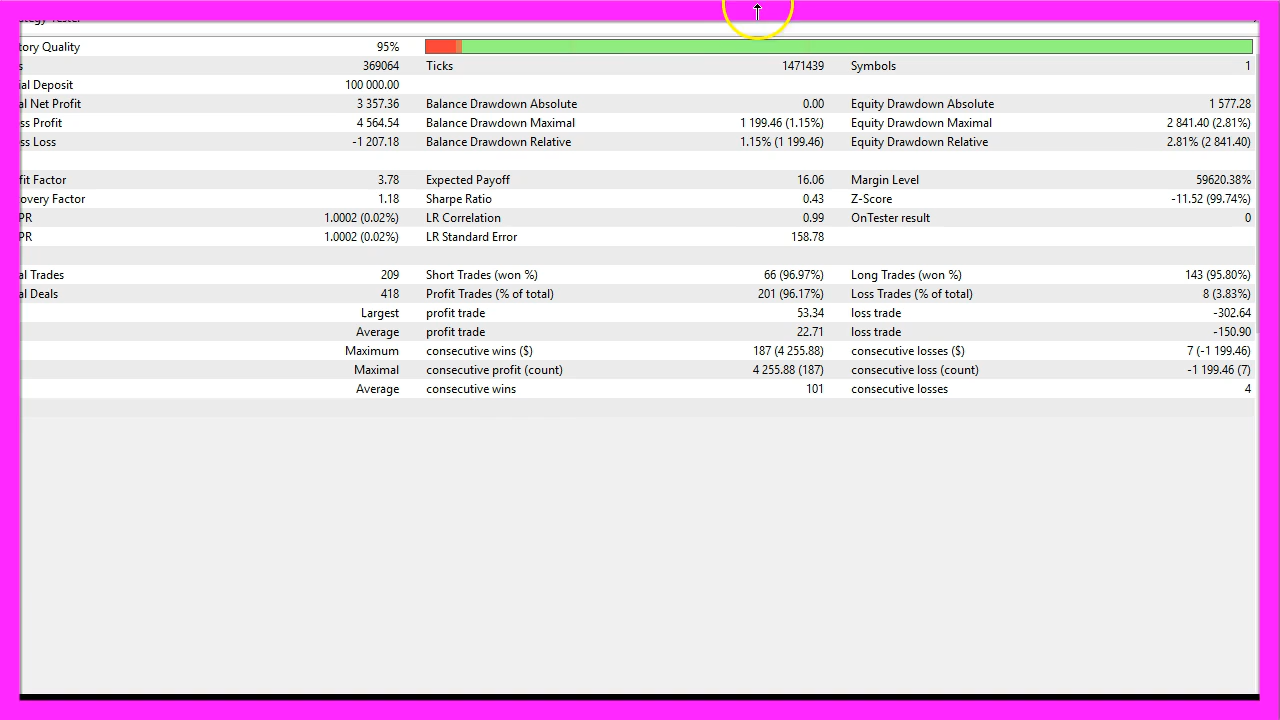 tory Quality 95%
s 369064 Ticks 1471439 Symbols 1
ial Deposit 100 000.00
al Net Profit 3 357.36 Balance Drawdown Absolute 0.00 Equity Drawdown Absolute 1 577.28
ss Profit 4 564.54 Balance Drawdown Maximal 1 199.46 (1.15%) Equity Drawdown Maximal 2 841.40 (2.81%)
ss Loss -1 207.18 Balance Drawdown Relative 1.15% (1 199.46) Equity Drawdown Relative 2.81% (2 841.40)
fit Factor 3.78 Expected Payoff 16.06 Margin Level 59620.38%
overy Factor 1.18 Sharpe Ratio 0.43 Z-Score -11.52 (99.74%)
PR 1.0002 (0.02%) LR Correlation 0.99 OnTester result 0
PR 1.0002 (0.02%) LR Standard Error 158.78
al Trades 209 Short Trades (won %) 66 (96.97%) Long Trades (won %) 143 (95.80%)
al Deals 418 Profit Trades (% of total) 201 (96.17%) Loss Trades (% of total) 8 (3.83%)
Largest profit trade 53.34 loss trade -302.64
Average profit trade 22.71 loss trade -150.90
Maximum consecutive wins ($) 187 (4 255.88) consecutive losses ($) 7 (-1 199.46)
Maximal consecutive profit (count) 4 255.88 (187) consecutive loss (count) -1 199.46 (7)
Average consecutive wins 101 consecutive losses 4